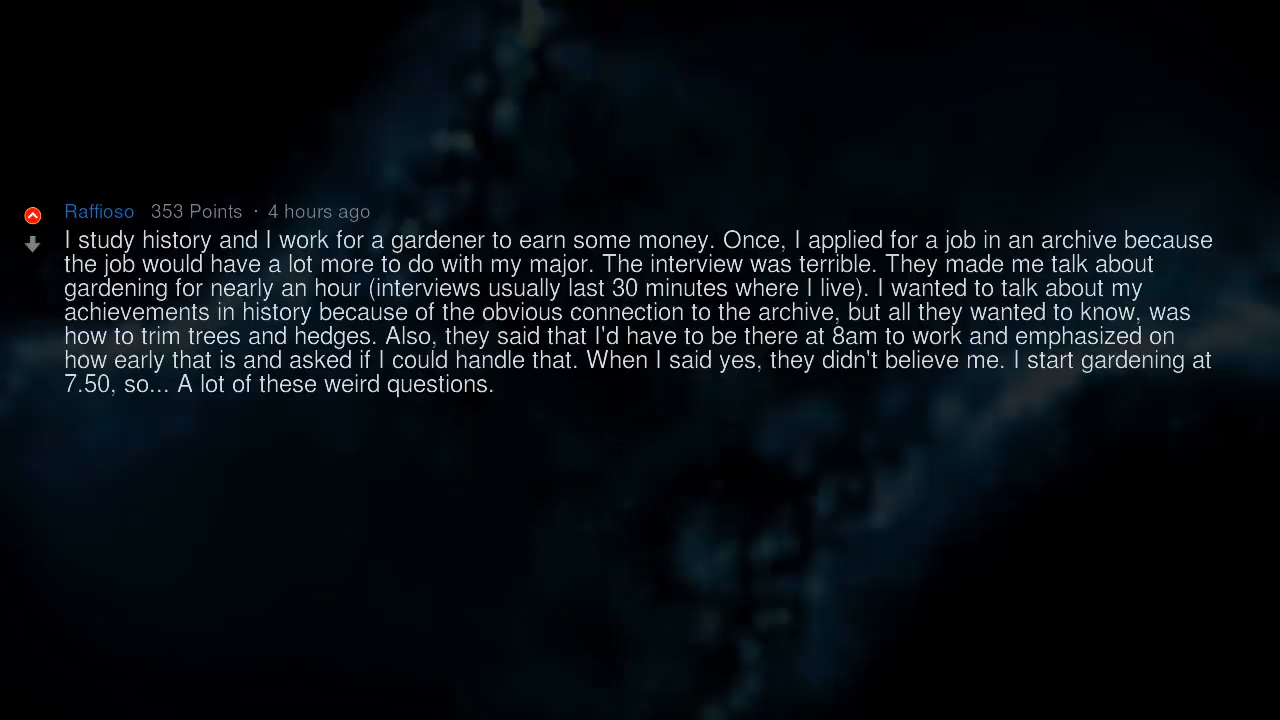 Raffioso 353 Points · 4 hours ago
I study history and I work for a gardener to earn some money. Once, I applied for a job in an archive because
the job would have a lot more to do with my major. The interview was terrible. They made me talk about
gardening for nearly an hour (interviews usually last 30 minutes where I live). I wanted to talk about my
achievements in history because of the obvious connection to the archive, but all they wanted to know, was
how to trim trees and hedges. Also, they said that I'd have to be there at 8am to work and emphasized on
how early that is and asked if I could handle that. When I said yes, they didn't believe me. I start gardening at
7.50, so... A lot of these weird questions.